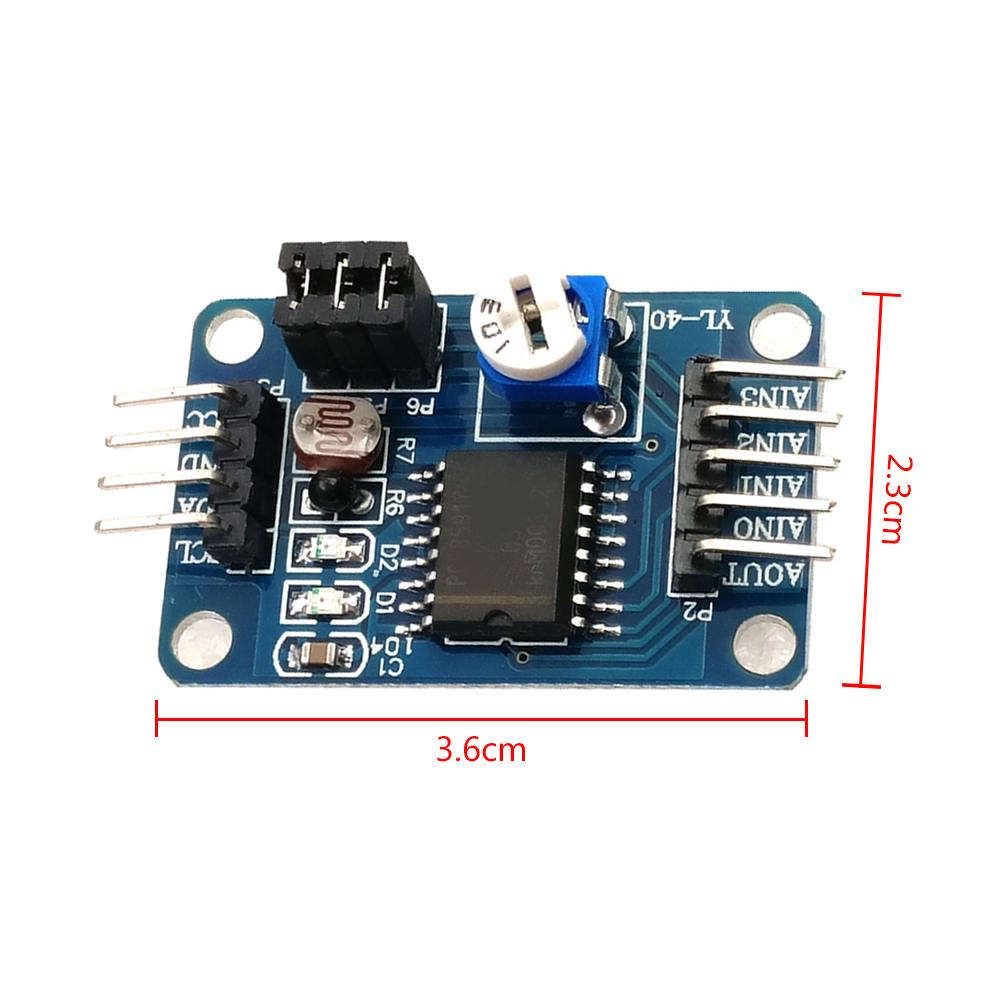 YL-40
P6
103
R7
R6
D2
D1
104
C1
AIN3
AIN2
AIN1
AIN0
AOUT
P2
2.3cm
3.6cm